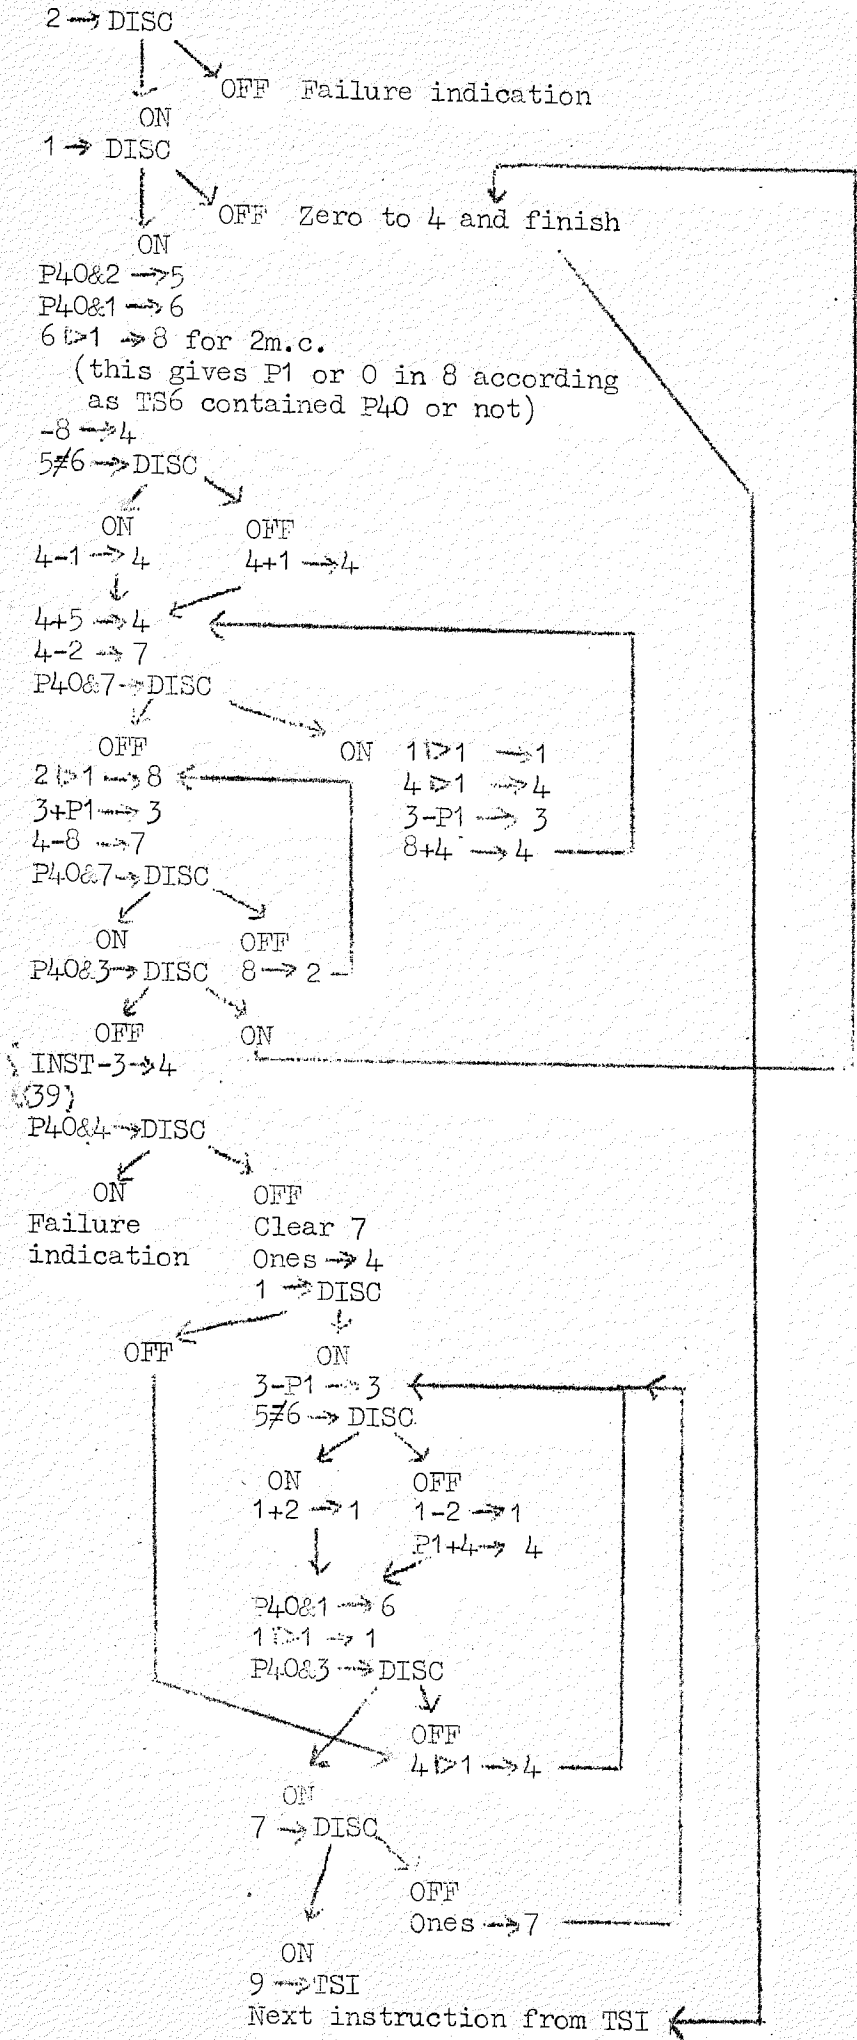 2 → DISC
OFF Failure indication
ON
1 → DISC
OFF Zero to 4 and finish
ON
P40&2 → 5
P40&1 → 6
6 ▷ 1 → 8 for 2m.c.
(this gives P1 or 0 in 8 according
as TS6 contained P40 or not)
-8 → 4
5≢6 → DISC
ON OFF
4-1 → 4 4+1 → 4
4+5 → 4
4-2 → 7
P40&7 → DISC
OFF ON 1 ▷ 1 → 1
2 ▷ 1 → 8 4 ▷ 1 → 4
3+P1 → 3 3-P1 → 3
4-8 → 7 8+4 → 4
P40&7 → DISC
ON OFF
P40&3 → DISC 8 → 2
OFF ON
INST-3 → 4
(39)
P40&4 → DISC
ON OFF
Failure Clear 7
indication Ones → 4
1 → DISC
OFF ON
3-P1 → 3
5≢6 → DISC
ON OFF
1+2 → 1 1-2 → 1
P1+4 → 4
P40&1 → 6
1 ▷ 1 → 1
P40&3 → DISC
OFF
4 ▷ 1 → 4
ON
7 → DISC
OFF
Ones → 7
ON
9 → TSI
Next instruction from TSI